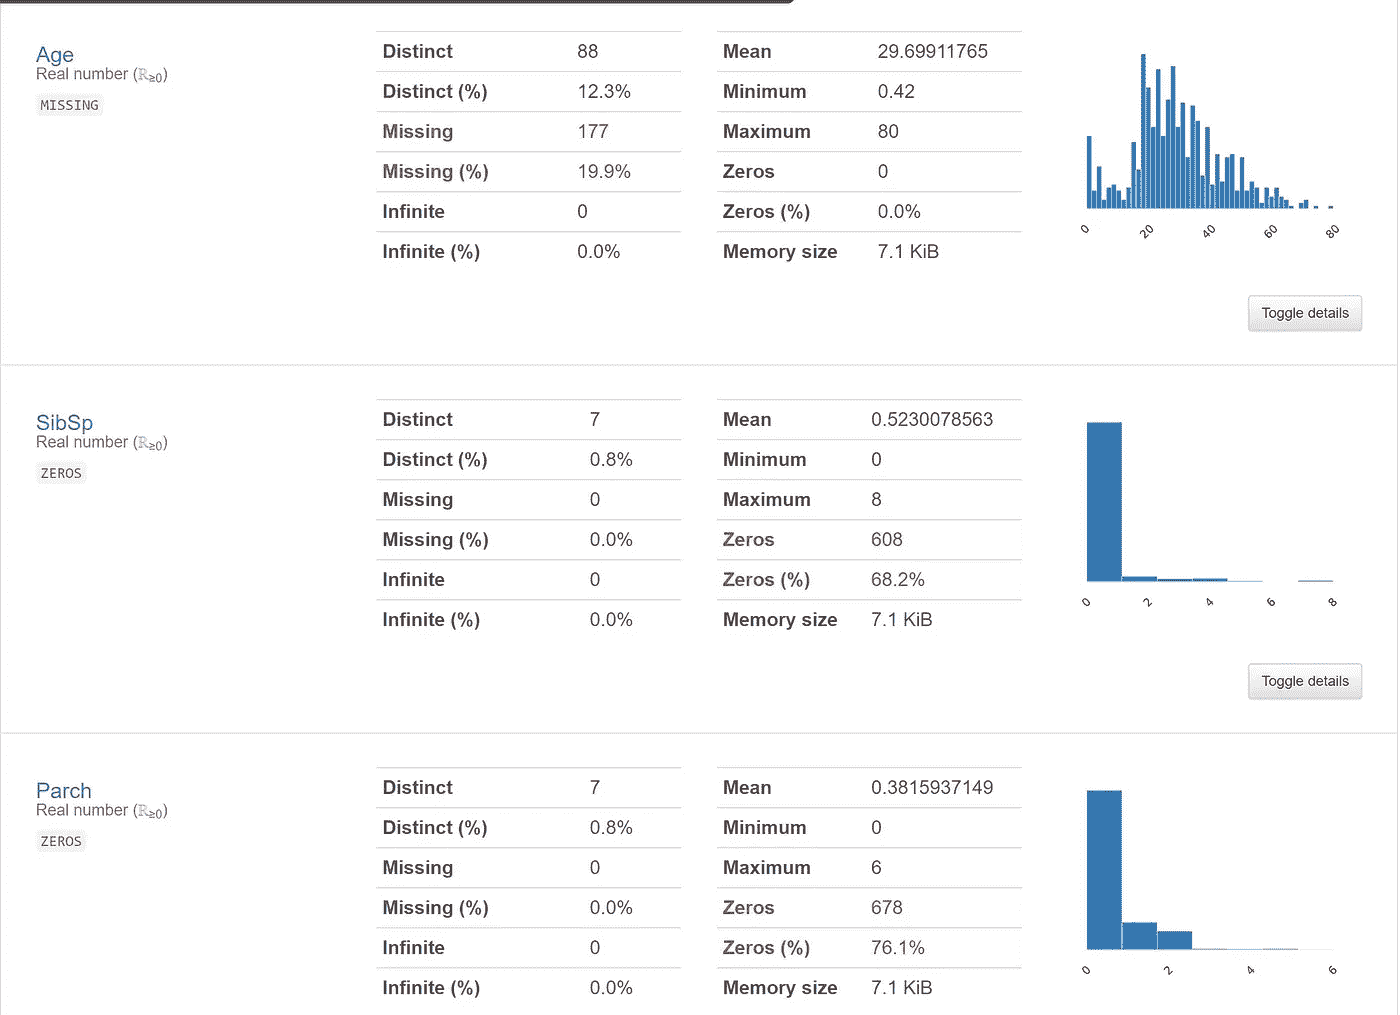 Age
Real number (ℝ≥0)
MISSING
Distinct 88
Distinct (%) 12.3%
Missing 177
Missing (%) 19.9%
Infinite 0
Infinite (%) 0.0%
Mean 29.69911765
Minimum 0.42
Maximum 80
Zeros 0
Zeros (%) 0.0%
Memory size 7.1 KiB
0 20 40 60 80
Toggle details
SibSp
Real number (ℝ≥0)
ZEROS
Distinct 7
Distinct (%) 0.8%
Missing 0
Missing (%) 0.0%
Infinite 0
Infinite (%) 0.0%
Mean 0.5230078563
Minimum 0
Maximum 8
Zeros 608
Zeros (%) 68.2%
Memory size 7.1 KiB
0 2 4 6 8
Toggle details
Parch
Real number (ℝ≥0)
ZEROS
Distinct 7
Distinct (%) 0.8%
Missing 0
Missing (%) 0.0%
Infinite 0
Infinite (%) 0.0%
Mean 0.3815937149
Minimum 0
Maximum 6
Zeros 678
Zeros (%) 76.1%
Memory size 7.1 KiB
0 2 4 6